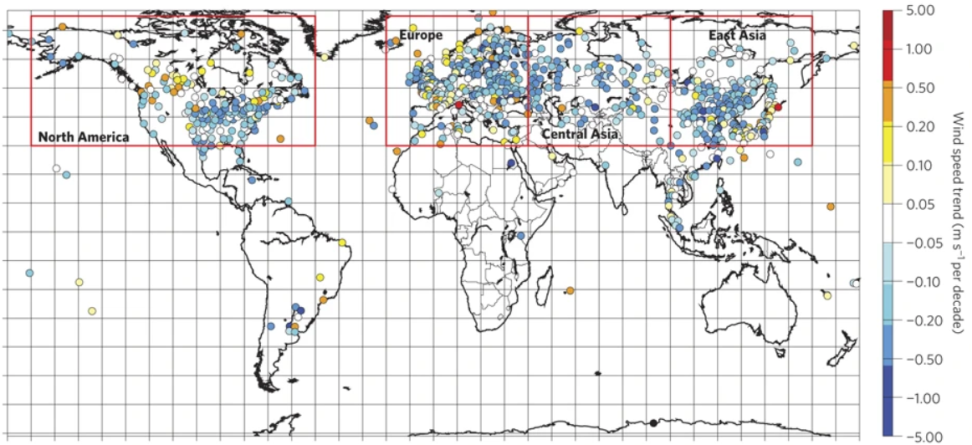 Europe
East Asia
North America
Central Asia
5.00
1.00
0.50
0.20
0.10
0.05
−0.05
−0.10
−0.20
−0.50
−1.00
−5.00
Wind speed trend (m s⁻¹ per decade)